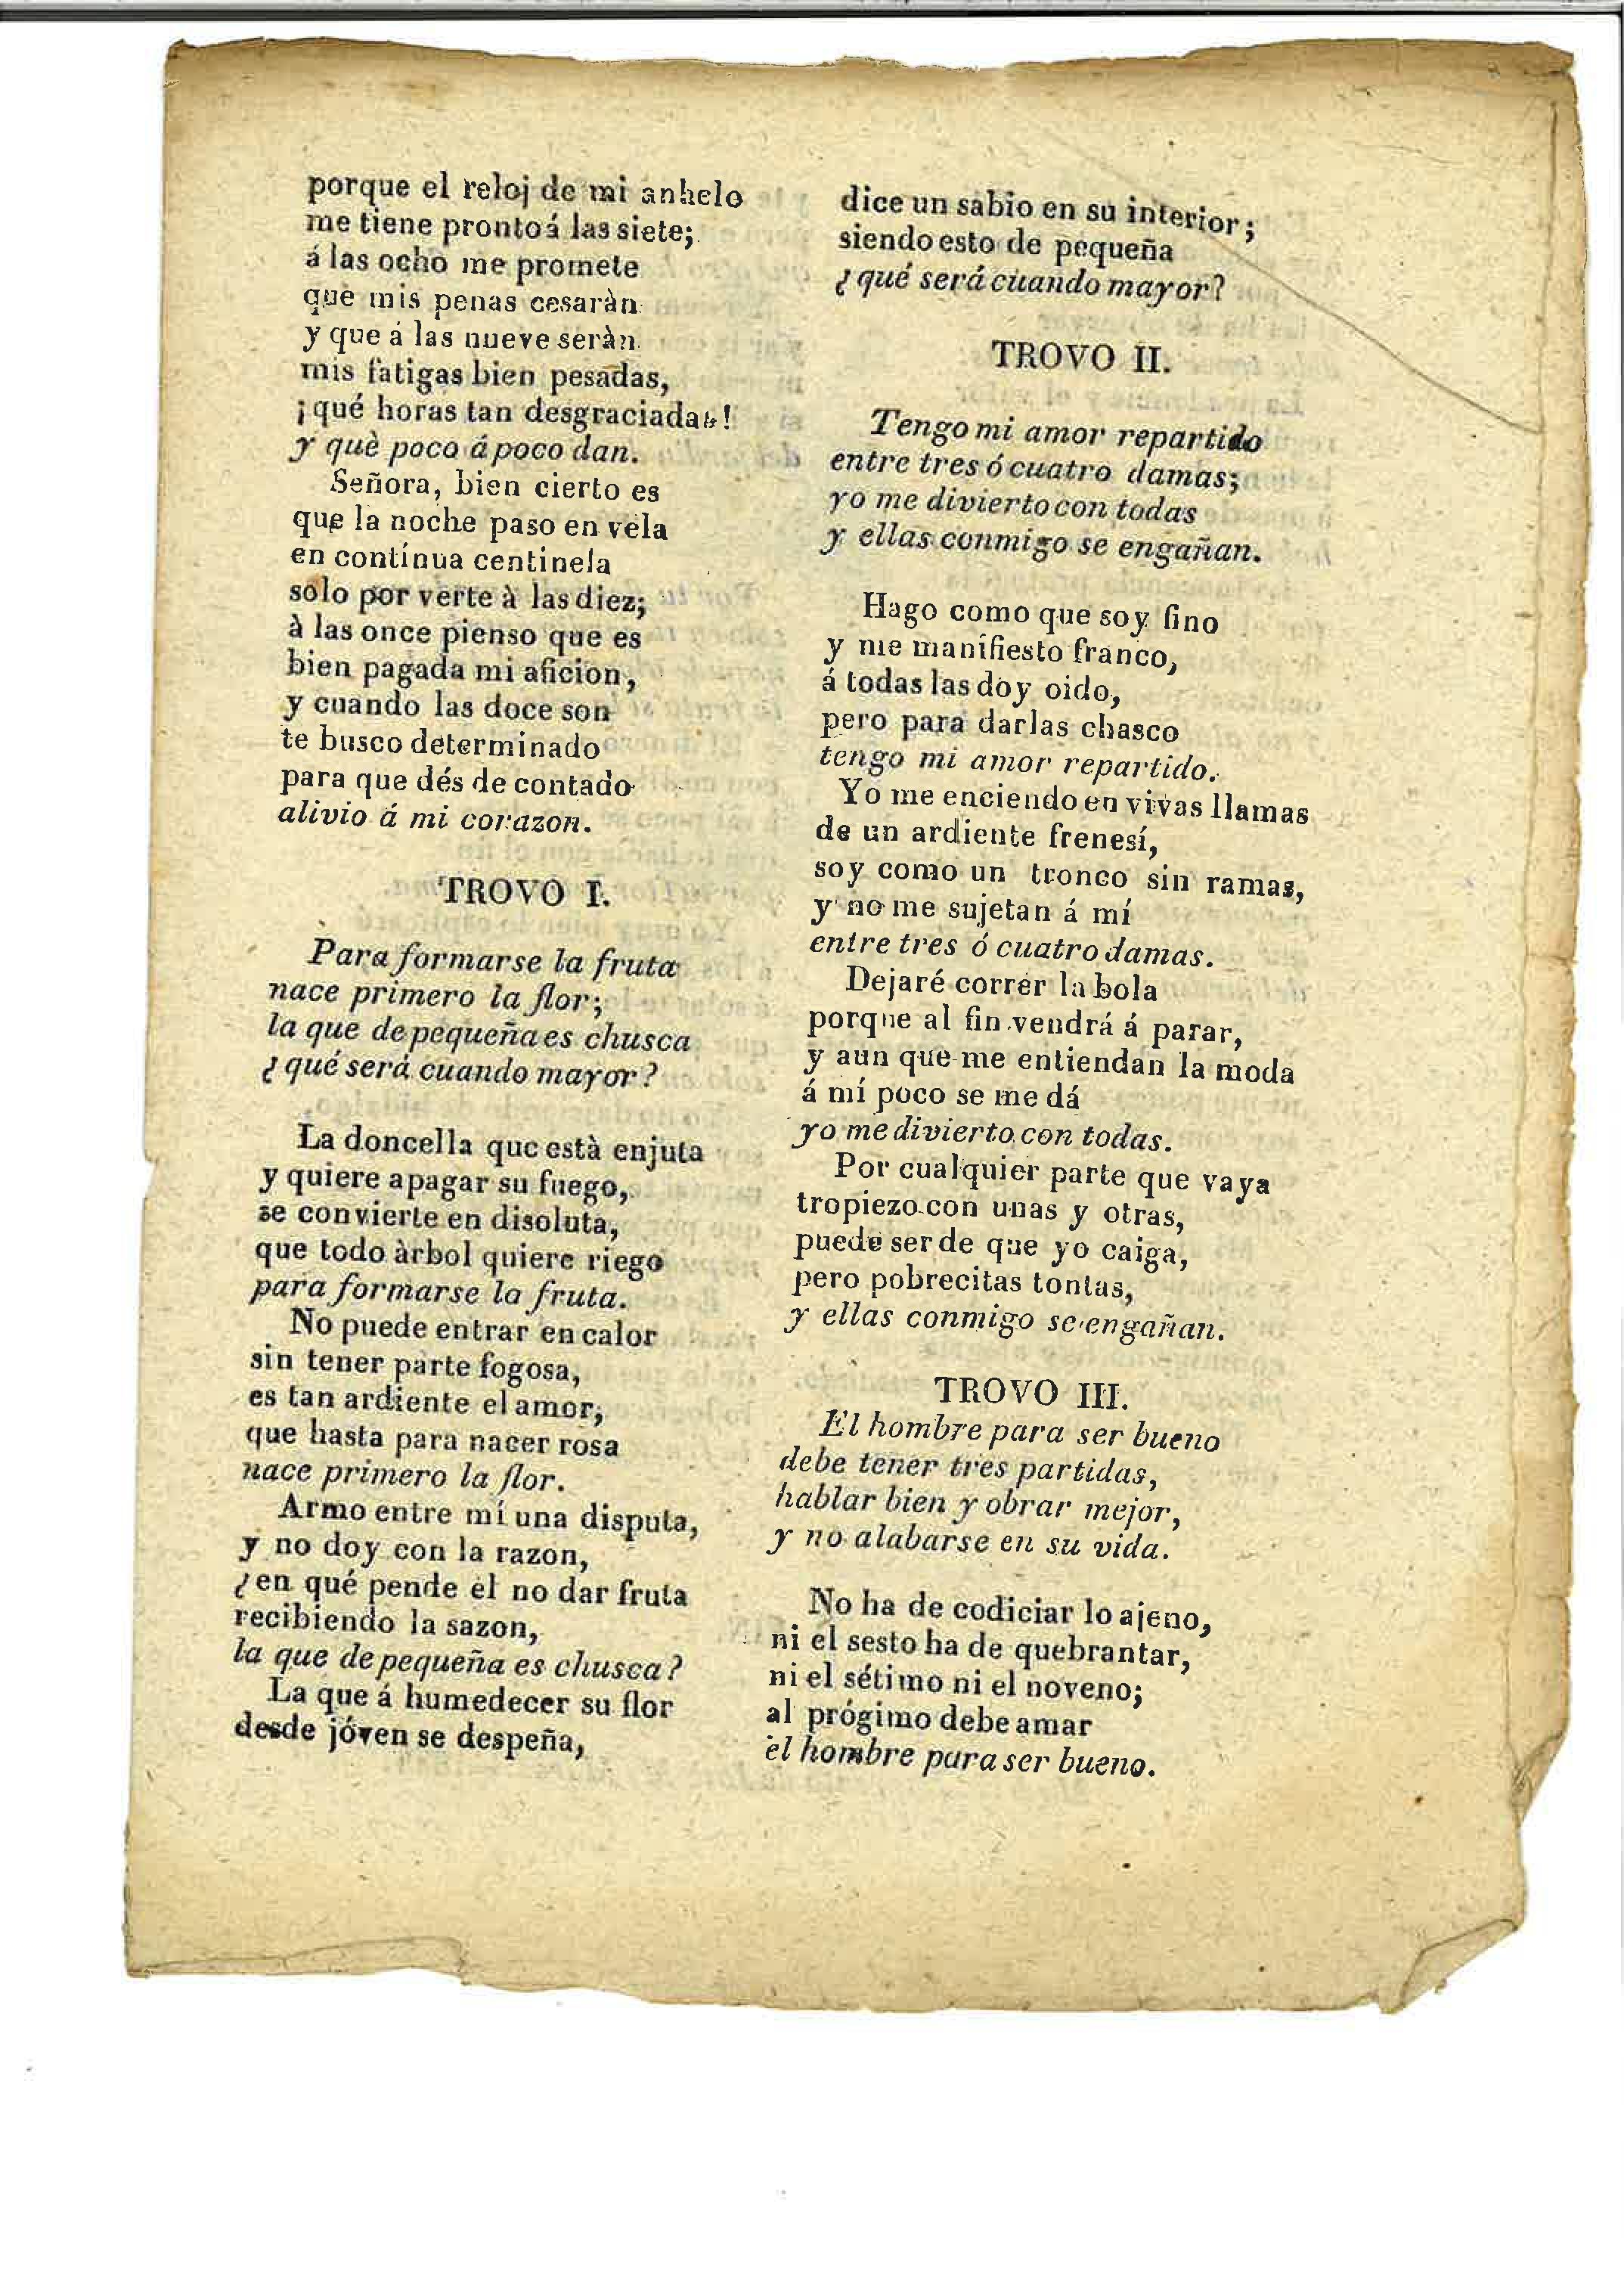 porque el reloj de mi anhelo
me tiene pronto á las siete;
á las ocho me promete
que mis penas cesaràn
y que á las nueve seràn
mis fatigas bien pesadas,
¡qué horas tan desgraciadas!
y què poco á poco dan.
Señora, bien cierto es
que la noche paso en vela
en contínua centinela
solo por verte à las diez;
à las once pienso que es
bien pagada mi aficion,
y cuando las doce son
te busco determinado
para que dés de contado
alivio á mi corazon.
TROVO I.
Para formarse la fruta
nace primero la flor;
la que de pequeña es chusca
¿qué será cuando mayor?
La doncella que està enjuta
y quiere apagar su fuego,
se convierte en disoluta,
que todo àrbol quiere riego
para formarse la fruta.
No puede entrar en calor
sin tener parte fogosa,
es tan ardiente el amor,
que hasta para nacer rosa
nace primero la flor.
Armo entre mí una disputa,
y no doy con la razon,
¿en qué pende el no dar fruta
recibiendo la sazon,
la que de pequeña es chusca?
La que á humedecer su flor
desde jóven se despeña,
dice un sabio en su interior;
siendo esto de pequeña
¿qué será cuando mayor?
TROVO II.
Tengo mi amor repartido
entre tres ó cuatro damas;
yo me divierto con todas
y ellas conmigo se engañan.
Hago como que soy fino
y me manifiesto franco,
á todas las doy oido,
pero para darlas chasco
tengo mi amor repartido.
Yo me enciendo en vivas llamas
de un ardiente frenesí,
soy como un tronco sin ramas,
y no me sujetan á mí
entre tres ó cuatro damas.
Dejaré correr la bola
porque al fin vendrá á parar,
y aun que me entiendan la moda
á mí poco se me dá
yo me divierto con todas.
Por cualquier parte que vaya
tropiezo con unas y otras,
puede ser de que yo caiga,
pero pobrecitas tontas,
y ellas conmigo se engañan.
TROVO III.
El hombre para ser bueno
debe tener tres partidas,
hablar bien y obrar mejor,
y no alabarse en su vida.
No ha de codiciar lo ajeno,
ni el sesto ha de quebrantar,
ni el sétimo ni el noveno;
al prógimo debe amar
el hombre para ser bueno.